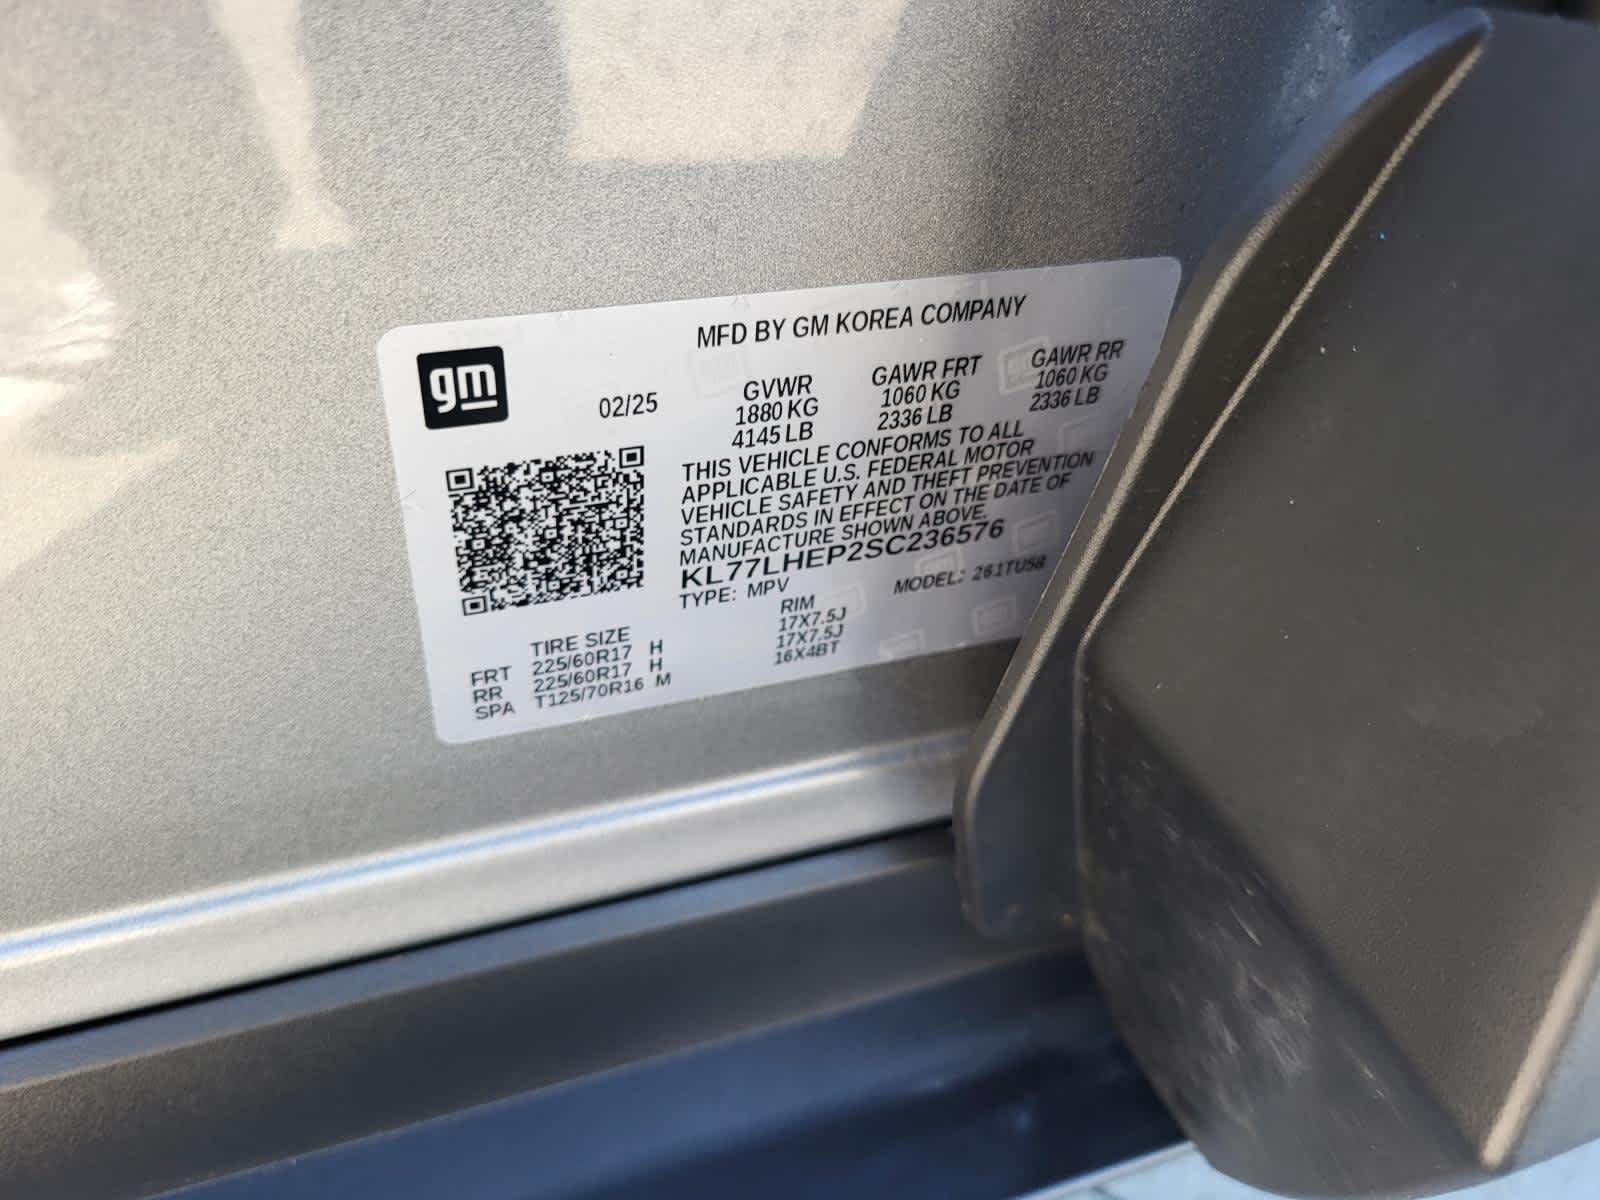 MFD BY GM KOREA COMPANY
gm
02/25
GVWR
1880 KG
4145 LB
GAWR FRT
1060 KG
2336 LB
GAWR RR
1060 KG
2336 LB
THIS VEHICLE CONFORMS TO ALL
APPLICABLE U.S. FEDERAL MOTOR
VEHICLE SAFETY AND THEFT PREVENTION
STANDARDS IN EFFECT ON THE DATE OF
MANUFACTURE SHOWN ABOVE.
KL77LHEP2SC236576
TYPE: MPV MODEL: 261TU58
TIRE SIZE RIM
FRT 225/60R17 H 17X7.5J
RR 225/60R17 H 17X7.5J
SPA T125/70R16 M 16X4BT